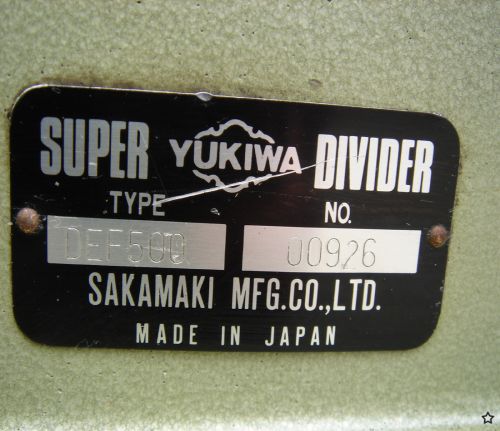 SUPER YUKIWA DIVIDER
TYPE NO.
DEF500 00926
SAKAMAKI MFG.CO.,LTD.
MADE IN JAPAN